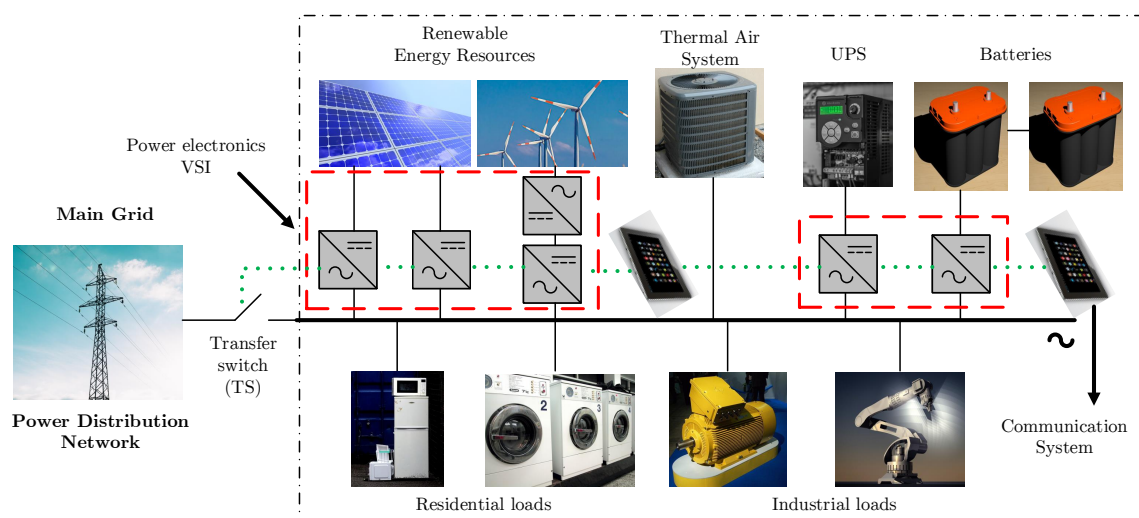 Renewable
Energy Resources
Thermal Air
System
UPS
Batteries
Power electronics
VSI
Main Grid
Transfer
switch
(TS)
Power Distribution
Network
2
3
4
Communication
System
Residential loads
Industrial loads